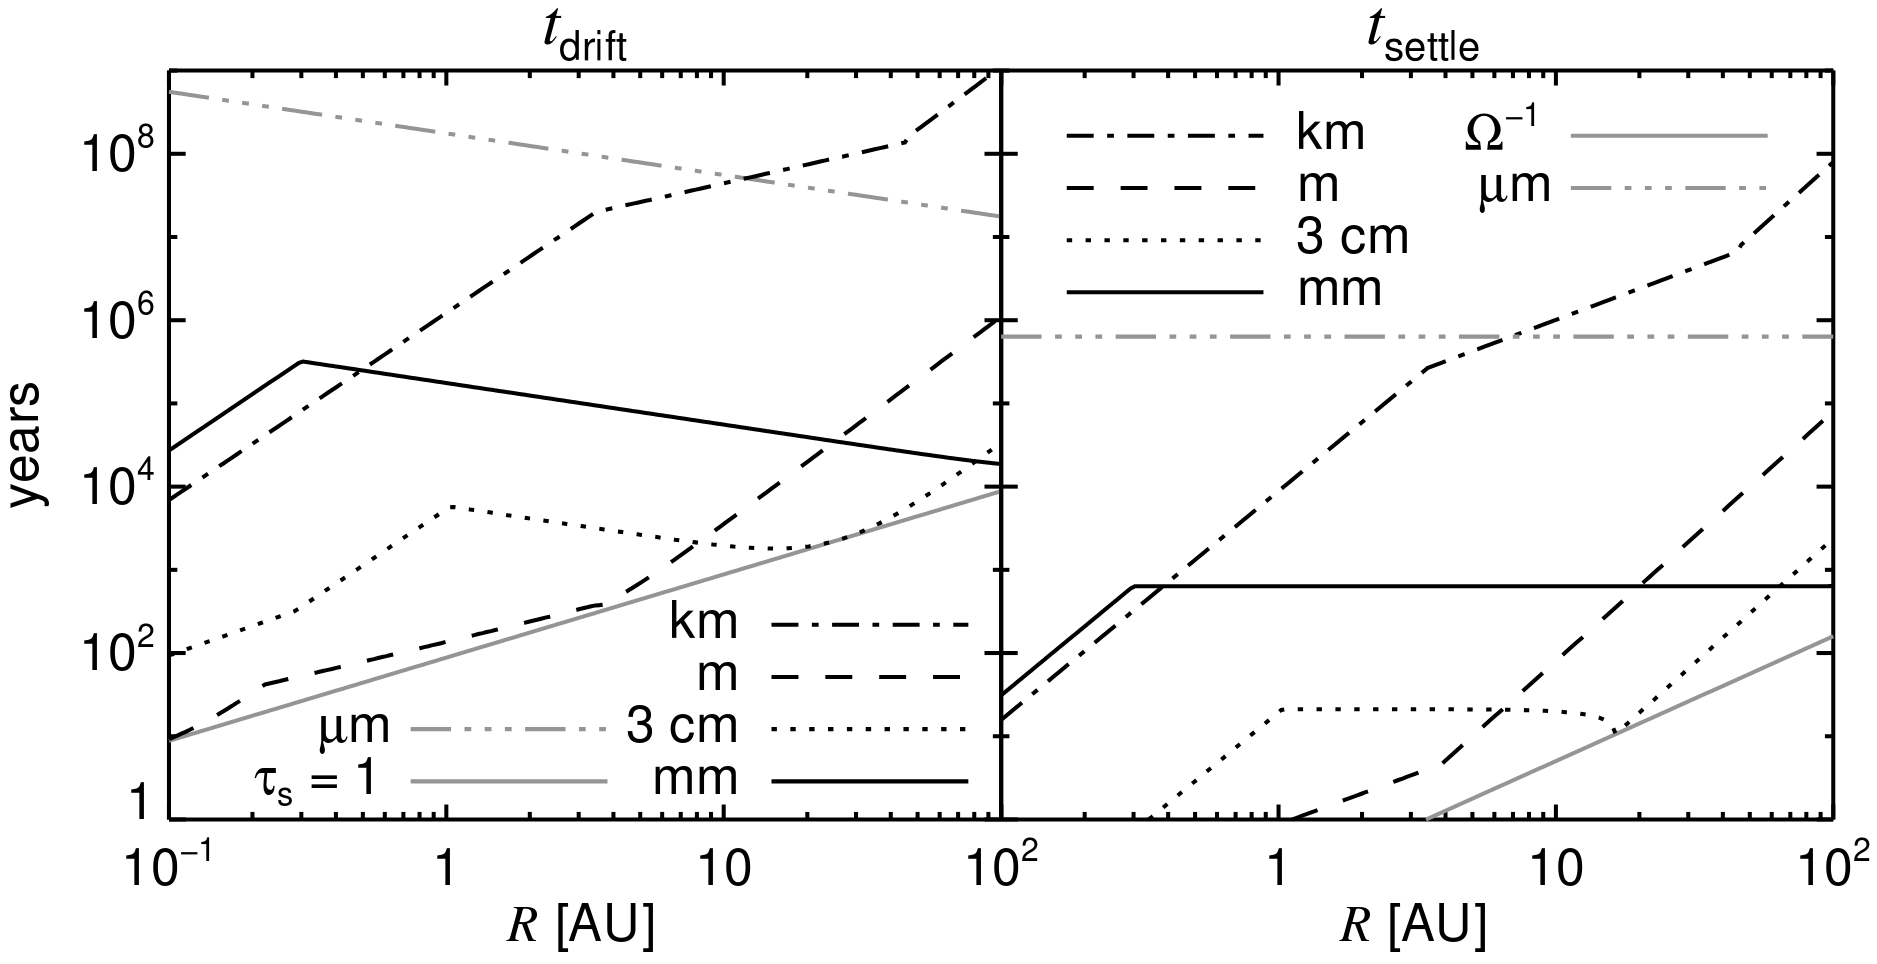 t_drift
t_settle
years
10^8
10^6
10^4
10^2
1
km
m
μm 3 cm
τ_s = 1 mm
km Ω^−1
m μm
3 cm
mm
10^−1 1 10 10^2 1 10 10^2
R [AU]
R [AU]